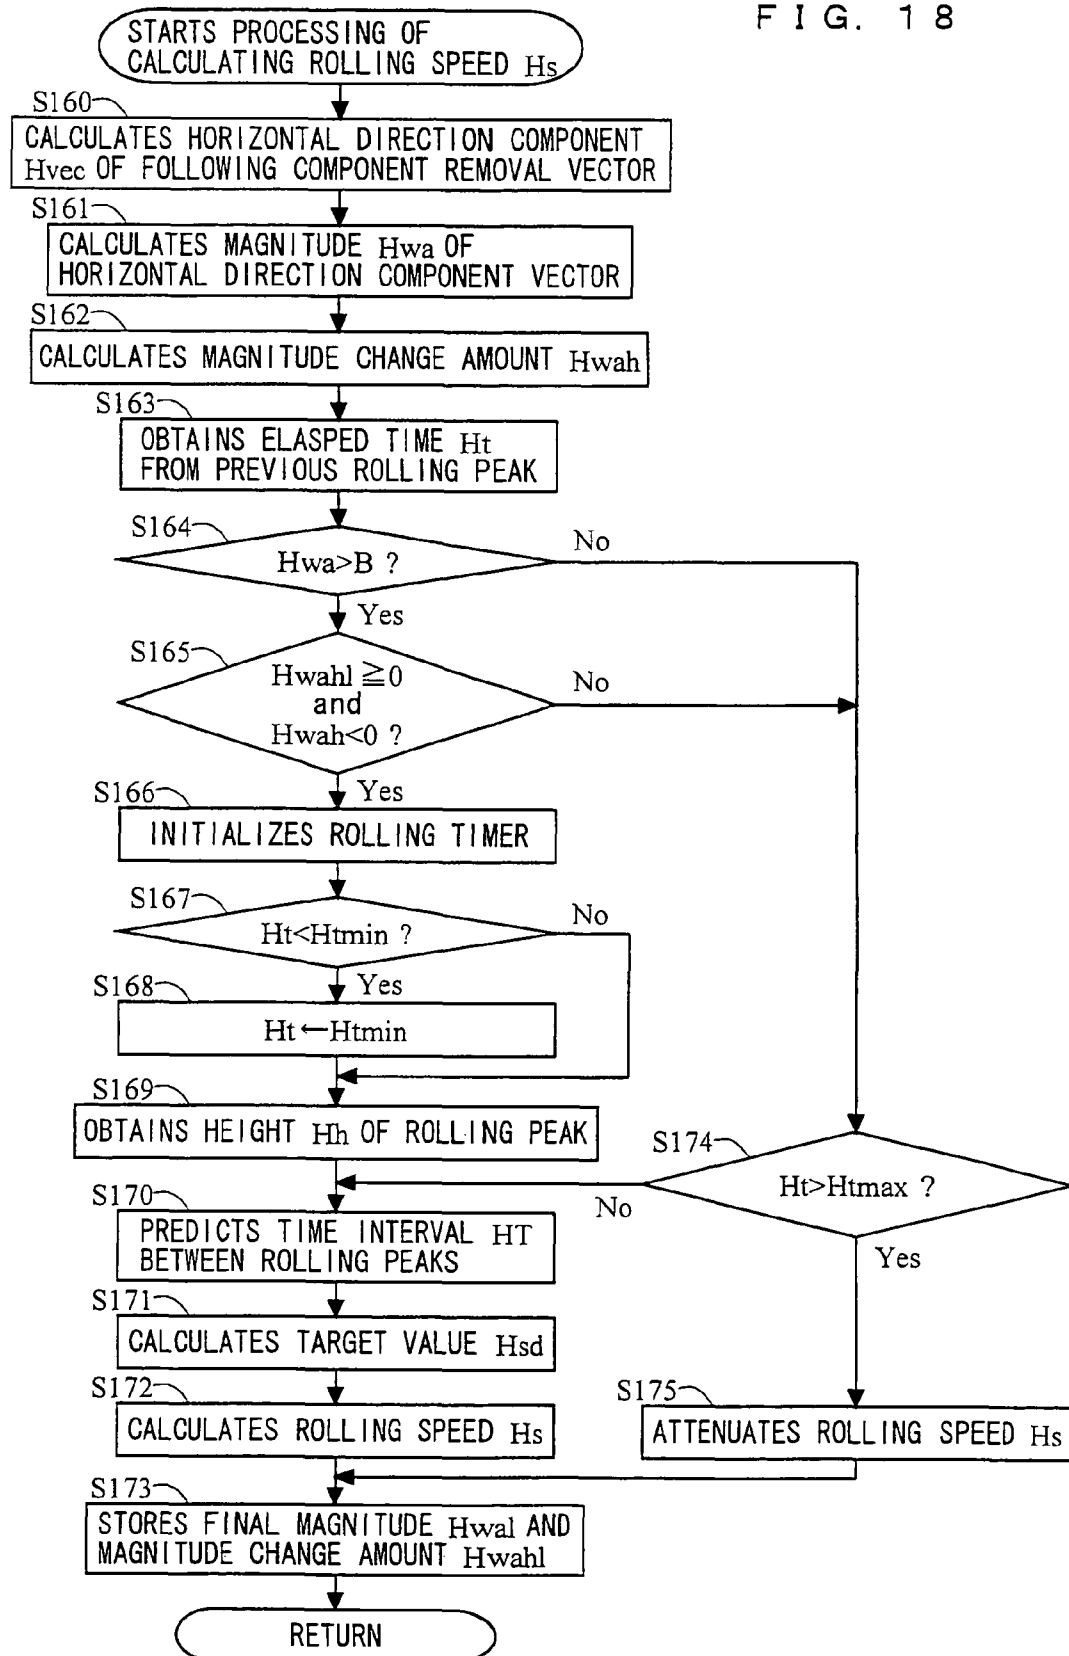 FIG. 18
STARTS PROCESSING OF
CALCULATING ROLLING SPEED Hs
S160
CALCULATES HORIZONTAL DIRECTION COMPONENT
Hvec OF FOLLOWING COMPONENT REMOVAL VECTOR
S161
CALCULATES MAGNITUDE Hwa OF
HORIZONTAL DIRECTION COMPONENT VECTOR
S162
CALCULATES MAGNITUDE CHANGE AMOUNT Hwah
S163
OBTAINS ELASPED TIME Ht
FROM PREVIOUS ROLLING PEAK
S164
Hwa>B ?
No
Yes
S165
Hwahl ≧0
and
Hwah<0 ?
No
Yes
S166
INITIALIZES ROLLING TIMER
S167
Ht<Htmin ?
No
Yes
S168
Ht←Htmin
S169
OBTAINS HEIGHT Hh OF ROLLING PEAK
S174
Ht>Htmax ?
No
Yes
S170
PREDICTS TIME INTERVAL HT
BETWEEN ROLLING PEAKS
S171
CALCULATES TARGET VALUE Hsd
S172
CALCULATES ROLLING SPEED Hs
S175
ATTENUATES ROLLING SPEED Hs
S173
STORES FINAL MAGNITUDE Hwal AND
MAGNITUDE CHANGE AMOUNT Hwahl
RETURN